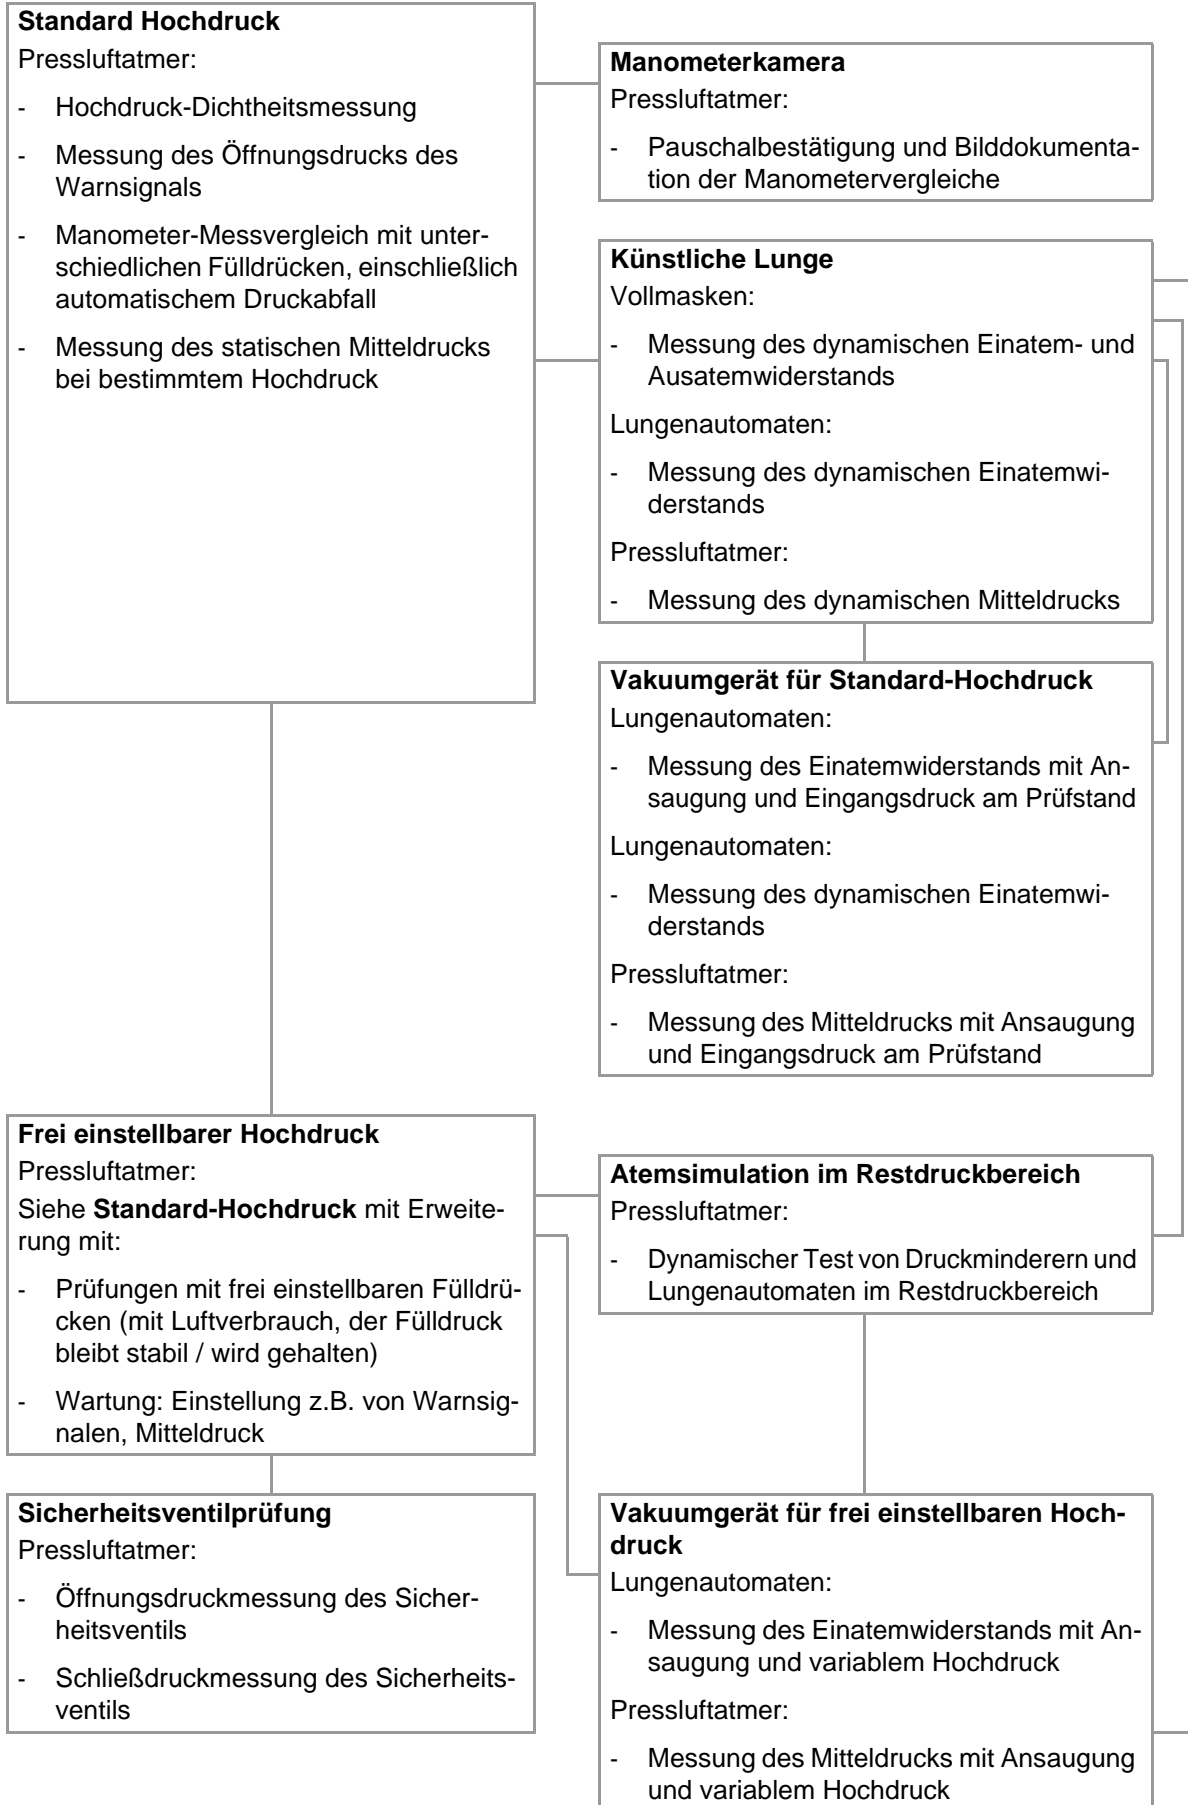 Standard Hochdruck
Pressluftatmer:
- Hochdruck-Dichtheitsmessung
- Messung des Öffnungsdrucks des
Warnsignals
- Manometer-Messvergleich mit unter-
schiedlichen Fülldrücken, einschließlich
automatischem Druckabfall
- Messung des statischen Mitteldrucks
bei bestimmtem Hochdruck
Manometerkamera
Pressluftatmer:
- Pauschalbestätigung und Bilddokumenta-
tion der Manometervergleiche
Künstliche Lunge
Vollmasken:
- Messung des dynamischen Einatem- und
Ausatemwiderstands
Lungenautomaten:
- Messung des dynamischen Einatemwi-
derstands
Pressluftatmer:
- Messung des dynamischen Mitteldrucks
Vakuumgerät für Standard-Hochdruck
Lungenautomaten:
- Messung des Einatemwiderstands mit An-
saugung und Eingangsdruck am Prüfstand
Lungenautomaten:
- Messung des dynamischen Einatemwi-
derstands
Pressluftatmer:
- Messung des Mitteldrucks mit Ansaugung
und Eingangsdruck am Prüfstand
Frei einstellbarer Hochdruck
Pressluftatmer:
Siehe Standard-Hochdruck mit Erweite-
rung mit:
- Prüfungen mit frei einstellbaren Fülldrü-
cken (mit Luftverbrauch, der Fülldruck
bleibt stabil / wird gehalten)
- Wartung: Einstellung z.B. von Warnsig-
nalen, Mitteldruck
Atemsimulation im Restdruckbereich
Pressluftatmer:
- Dynamischer Test von Druckminderern und
Lungenautomaten im Restdruckbereich
Sicherheitsventilprüfung
Pressluftatmer:
- Öffnungsdruckmessung des Sicher-
heitsventils
- Schließdruckmessung des Sicherheits-
ventils
Vakuumgerät für frei einstellbaren Hoch-
druck
Lungenautomaten:
- Messung des Einatemwiderstands mit An-
saugung und variablem Hochdruck
Pressluftatmer:
- Messung des Mitteldrucks mit Ansaugung
und variablem Hochdruck